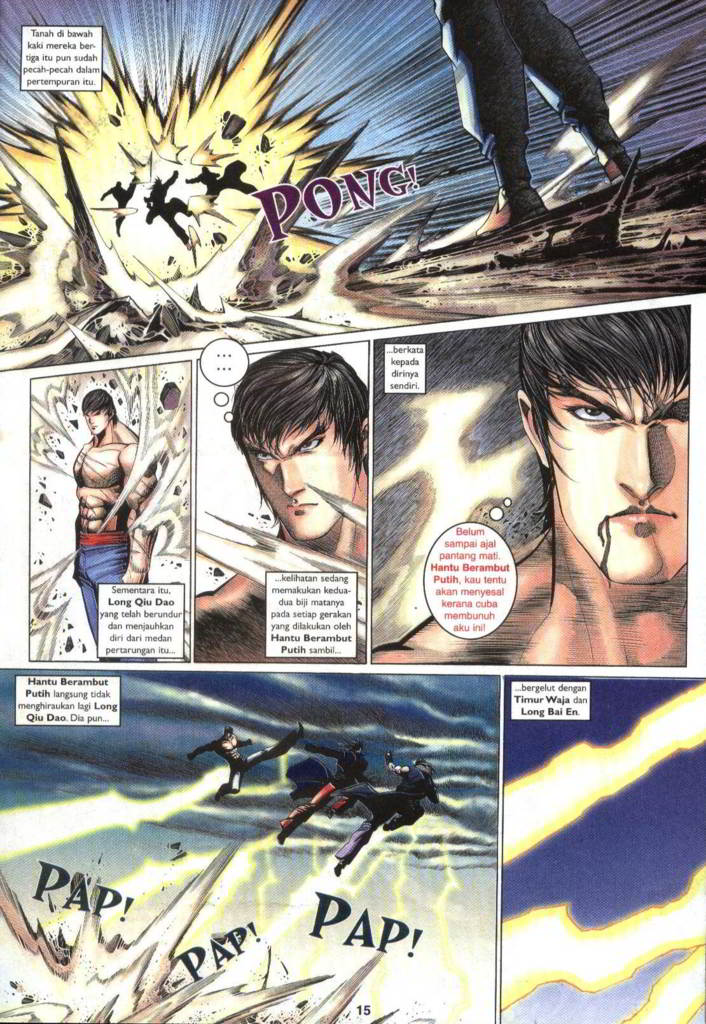 Tanah di bawah
kaki mereka ber-
tiga itu pun sudah
pecah-pecah dalam
pertempuran itu.
PONG!
Sementara itu,
Long Qiu Dao
yang telah berundur
dan menjauhkan
diri dari medan
pertarungan itu...
...
...kelihatan sedang
memakukan kedua-
dua biji matanya
pada setiap gerakan
yang dilakukan oleh
Hantu Berambut
Putih sambil...
...berkata
kepada
dirinya
sendiri.
Belum
sampai ajal
pantang mati.
Hantu Berambut
Putih, kau tentu
akan menyesal
kerana cuba
membunuh
aku ini!
Hantu Berambut
Putih langsung tidak
menghiraukan lagi Long
Qiu Dao. Dia pun...
PAP!
PAP!
PAP!
...bergelut dengan
Timur Waja dan
Long Bai En.
15